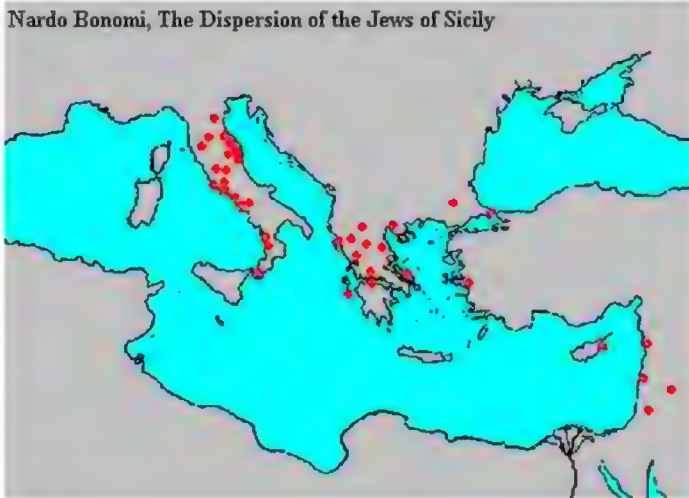 Nardo Bonomi, The Dispersion of the Jews of Sicily